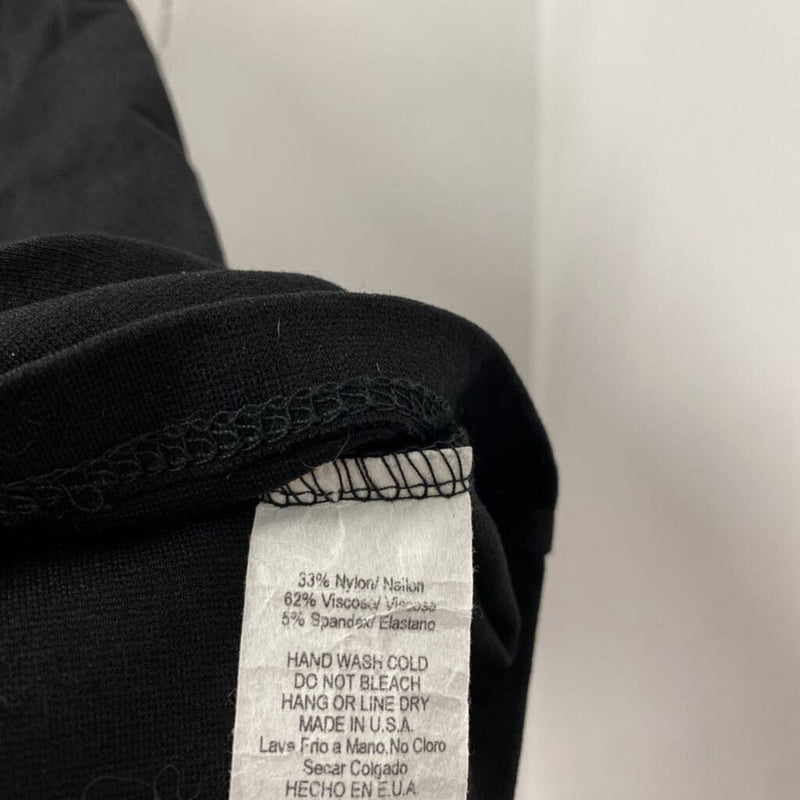 33% Nylon/ Nailon
62% Viscose/ Viscosa
5% Spandex/ Elastano
HAND WASH COLD
DO NOT BLEACH
HANG OR LINE DRY
MADE IN U.S.A.
Lave Frio a Mano,No Cloro
Secar Colgado
HECHO EN E.U.A.